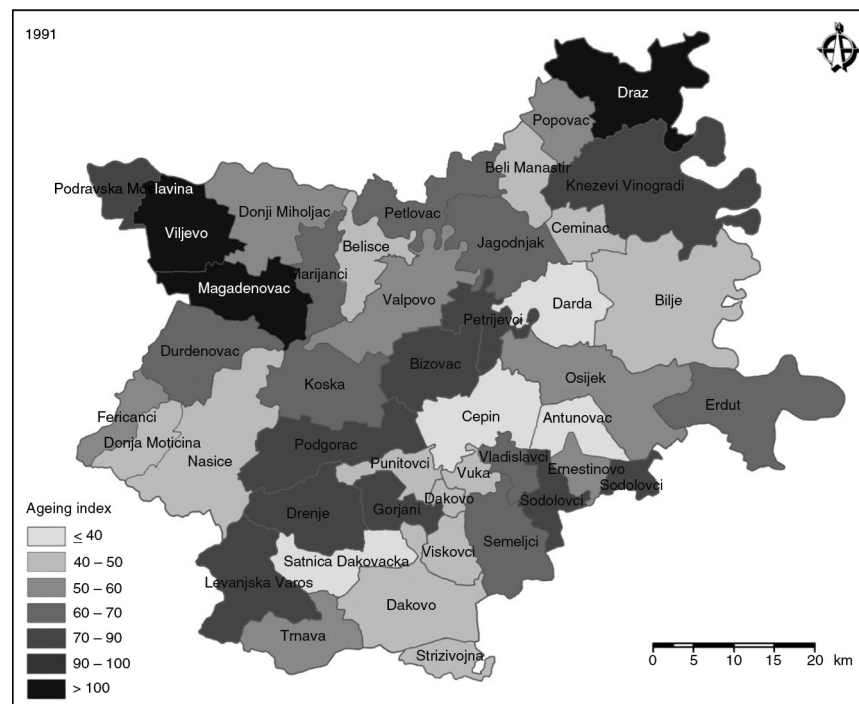 1991
Draz
Popovac
Beli Manastir
Podravska Mos
lavina
Knezevi Vinogradi
Donji Miholjac
Petlovac
Viljevo
Ceminac
Belisce
Jagodnjak
Marijanci
Magadenovac
Valpovo
Darda
Bilje
Petrijevci
Durdenovac
Bizovac
Osijek
Koska
Erdut
Fericanci
Cepin
Antunovac
Donja Moticina
Podgorac
Nasice
Punitovci
Vladislavci
Vuka
Ernestinovo
Sodolovci
Dakovo
Sodolovci
Ageing index
Drenje
Gorjani
≤ 40
Semeljci
40 – 50
Satnica Dakovacka
Viskovci
50 – 60
Levanjska Varos
60 – 70
Dakovo
70 – 90
Trnava
90 – 100
Strizivojna
0 5 10 15 20 km
> 100